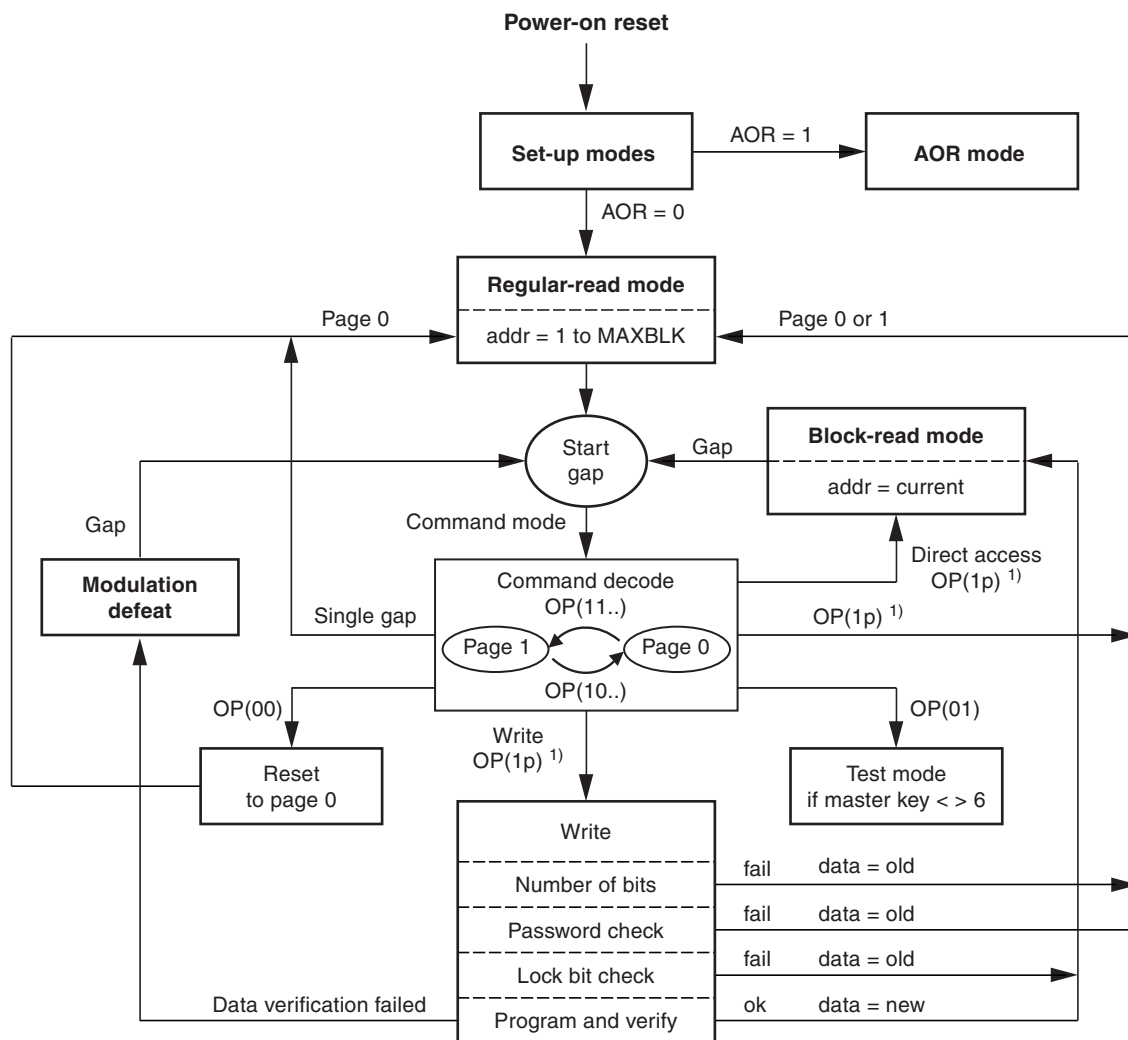 Power-on reset
Set-up modes
AOR = 1
AOR mode
AOR = 0
Regular-read mode
addr = 1 to MAXBLK
Page 0
Page 0 or 1
Start
gap
Gap
Block-read mode
addr = current
Gap
Command mode
Modulation
defeat
Command decode
OP(11..)
Page 1
Page 0
OP(10..)
Direct access
OP(1p) 1)
Single gap
OP(1p) 1)
OP(00)
Reset
to page 0
Write
OP(1p) 1)
OP(01)
Test mode
if master key < > 6
Write
Number of bits
fail data = old
Password check
fail data = old
Lock bit check
fail data = old
Data verification failed
Program and verify
ok data = new